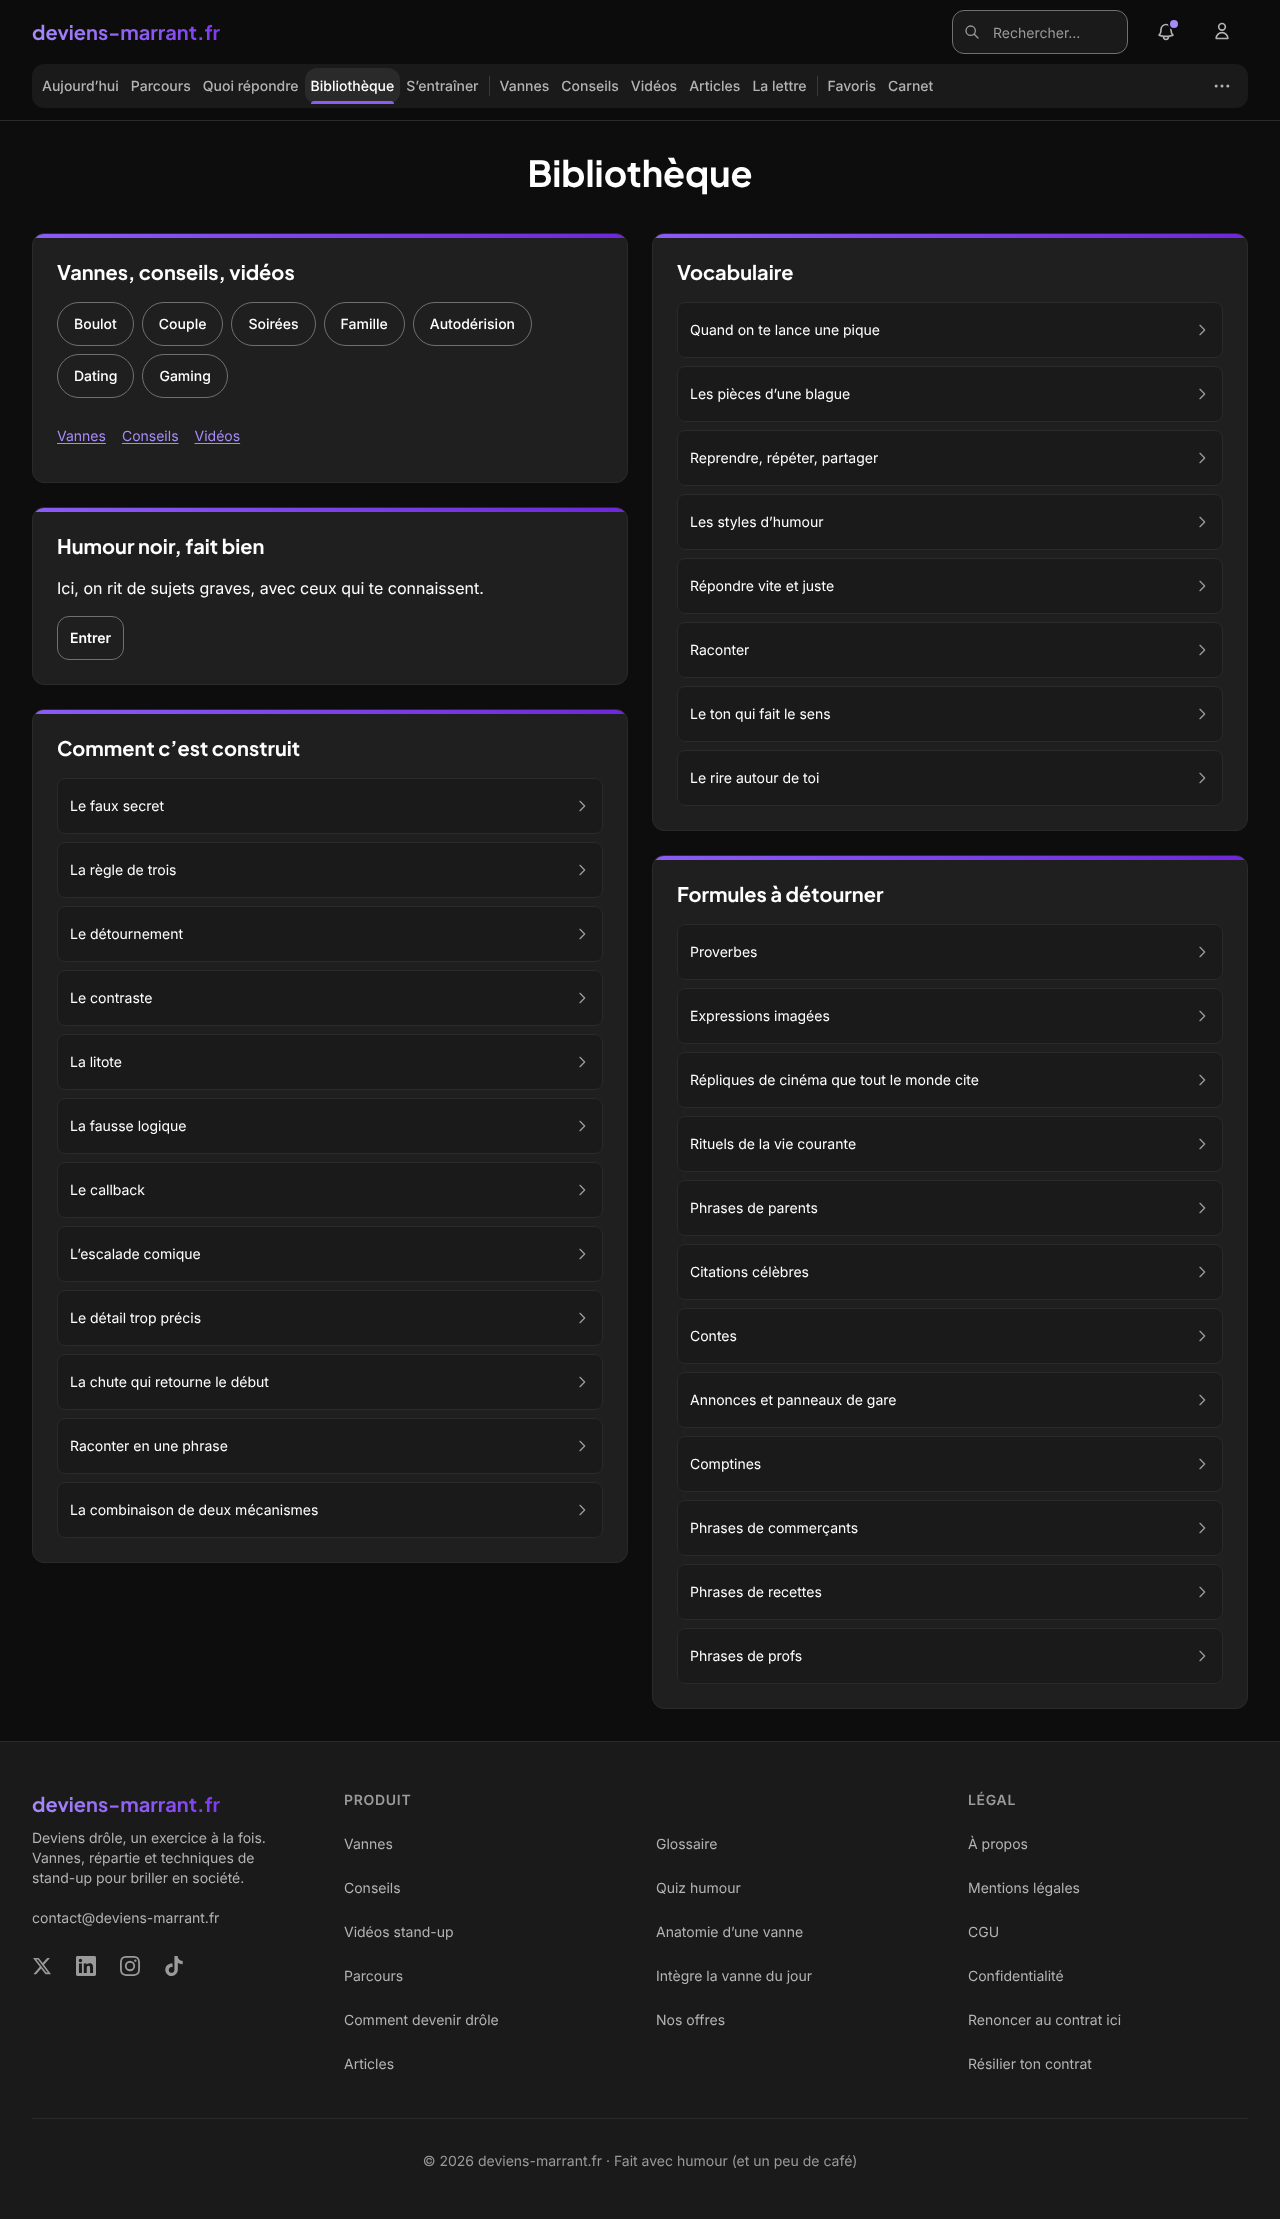 deviens-marrant.fr
Rechercher...
Aujourd’hui Parcours Quoi répondre Bibliothèque S’entraîner Vannes Conseils Vidéos Articles La lettre Favoris Carnet
Bibliothèque
Vannes, conseils, vidéos
Boulot Couple Soirées Famille Autodérision
Dating Gaming
Vannes Conseils Vidéos
Humour noir, fait bien
Ici, on rit de sujets graves, avec ceux qui te connaissent.
Entrer
Comment c’est construit
Le faux secret
La règle de trois
Le détournement
Le contraste
La litote
La fausse logique
Le callback
L’escalade comique
Le détail trop précis
La chute qui retourne le début
Raconter en une phrase
La combinaison de deux mécanismes
Vocabulaire
Quand on te lance une pique
Les pièces d’une blague
Reprendre, répéter, partager
Les styles d’humour
Répondre vite et juste
Raconter
Le ton qui fait le sens
Le rire autour de toi
Formules à détourner
Proverbes
Expressions imagées
Répliques de cinéma que tout le monde cite
Rituels de la vie courante
Phrases de parents
Citations célèbres
Contes
Annonces et panneaux de gare
Comptines
Phrases de commerçants
Phrases de recettes
Phrases de profs
deviens-marrant.fr
Deviens drôle, un exercice à la fois.
Vannes, répartie et techniques de
stand-up pour briller en société.
contact@deviens-marrant.fr
PRODUIT
Vannes
Conseils
Vidéos stand-up
Parcours
Comment devenir drôle
Articles
Glossaire
Quiz humour
Anatomie d’une vanne
Intègre la vanne du jour
Nos offres
LÉGAL
À propos
Mentions légales
CGU
Confidentialité
Renoncer au contrat ici
Résilier ton contrat
© 2026 deviens-marrant.fr · Fait avec humour (et un peu de café)